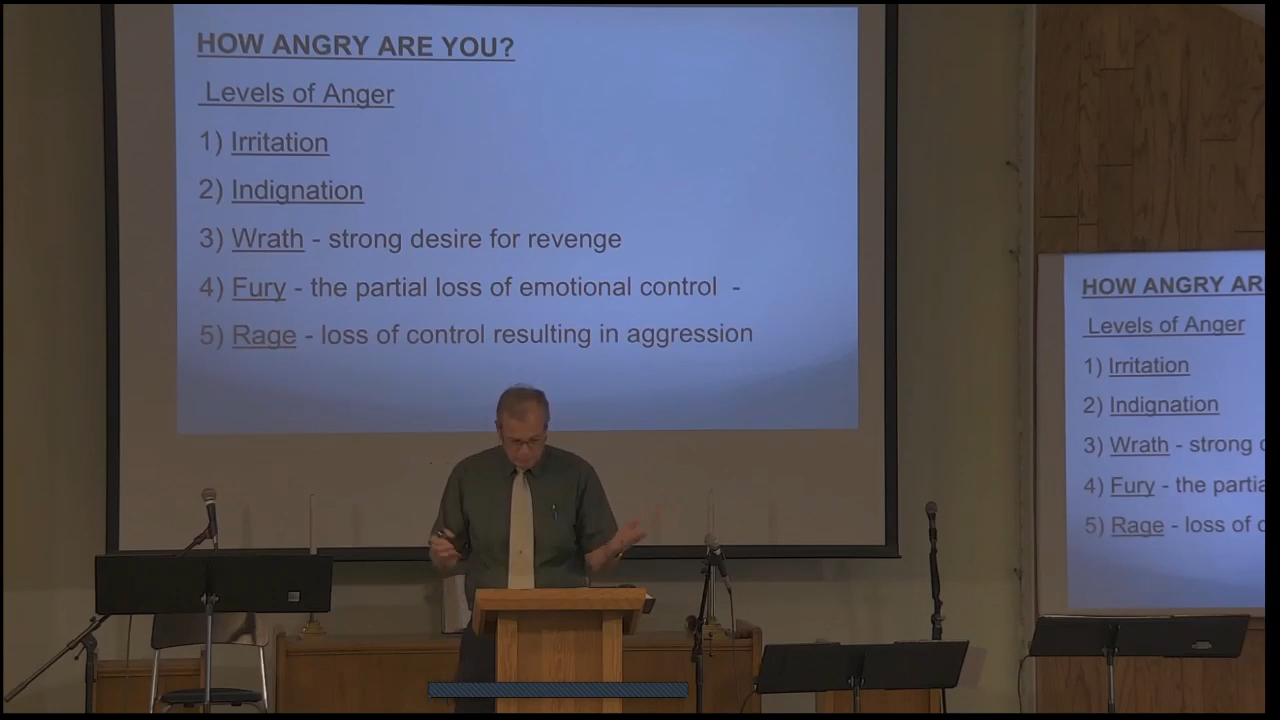 HOW ANGRY ARE YOU?
Levels of Anger
1) Irritation
2) Indignation
3) Wrath - strong desire for revenge
4) Fury - the partial loss of emotional control -
5) Rage - loss of control resulting in aggression
HOW ANGRY AR
Levels of Anger
1) Irritation
2) Indignation
3) Wrath - strong
4) Fury - the partia
5) Rage - loss of